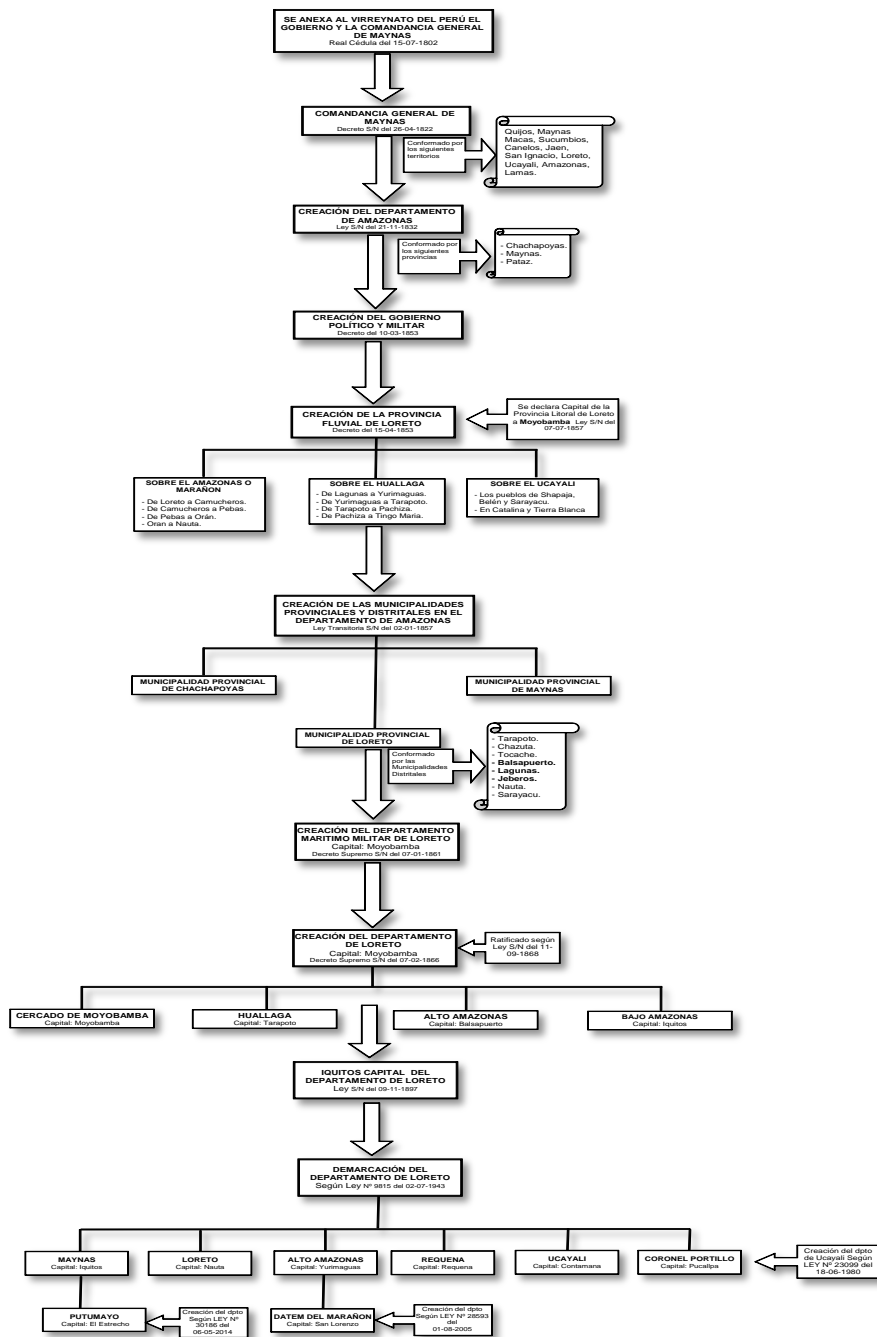 SE ANEXA AL VIRREYNATO DEL PERÚ EL
GOBIERNO Y LA COMANDANCIA GENERAL
DE MAYNAS
Real Cédula del 15-07-1802
COMANDANCIA GENERAL DE
MAYNAS
Decreto S/N del 26-04-1822
Conformado por
los siguientes
territorios
Quijos, Maynas
Macas, Sucumbios,
Canelos, Jaen,
San Ignacio, Loreto,
Ucayali, Amazonas,
Lamas.
CREACIÓN DEL DEPARTAMENTO
DE AMAZONAS
Ley S/N del 21-11-1832
Conformado por
los siguientes
provincias
- Chachapoyas.
- Maynas.
- Pataz.
CREACIÓN DEL GOBIERNO
POLÍTICO Y MILITAR
Decreto del 10-03-1853
CREACIÓN DE LA PROVINCIA
FLUVIAL DE LORETO
Decreto del 15-04-1853
Se declara Capital de la
Provincia Litoral de Loreto
a Moyobamba Ley S/N del
07-07-1857
SOBRE EL AMAZONAS O
MARAÑON
- De Loreto a Camucheros.
- De Camucheros a Pebas.
- De Pebas a Orán.
- Oran a Nauta.
SOBRE EL HUALLAGA
- De Lagunas a Yurimaguas.
- De Yurimaguas a Tarapoto.
- De Tarapoto a Pachiza.
- De Pachiza a Tingo Maria.
SOBRE EL UCAYALI
- Los pueblos de Shapaja,
Belén y Sarayacu.
- En Catalina y Tierra Blanca
CREACIÓN DE LAS MUNICIPALIDADES
PROVINCIALES Y DISTRITALES EN EL
DEPARTAMENTO DE AMAZONAS
Ley Transitoria S/N del 02-01-1857
MUNICIPALIDAD PROVINCIAL
DE CHACHAPOYAS
MUNICIPALIDAD PROVINCIAL
DE MAYNAS
MUNICIPALIDAD PROVINCIAL
DE LORETO
Conformado
por las
Municipalidades
Distritales
- Tarapoto.
- Chazuta.
- Tocache.
- Balsapuerto.
- Lagunas.
- Jeberos.
- Nauta.
- Sarayacu.
CREACIÓN DEL DEPARTAMENTO
MARITIMO MILITAR DE LORETO
Capital: Moyobamba
Decreto Supremo S/N del 07-01-1861
CREACIÓN DEL DEPARTAMENTO
DE LORETO
Capital: Moyobamba
Decreto Supremo S/N del 07-02-1866
Ratificado según
Ley S/N del 11-
09-1868
CERCADO DE MOYOBAMBA
Capital: Moyobamba
HUALLAGA
Capital: Tarapoto
ALTO AMAZONAS
Capital: Balsapuerto
BAJO AMAZONAS
Capital: Iquitos
IQUITOS CAPITAL DEL
DEPARTAMENTO DE LORETO
Ley S/N del 09-11-1897
DEMARCACIÓN DEL
DEPARTAMENTO DE LORETO
Según Ley Nº 9815 del 02-07-1943
MAYNAS
Capital: Iquitos
LORETO
Capital: Nauta
ALTO AMAZONAS
Capital: Yurimaguas
REQUENA
Capital: Requena
UCAYALI
Capital: Contamana
CORONEL PORTILLO
Capital: Pucallpa
Creación del dpto
de Ucayali Según
LEY Nº 23099 del
18-06-1980
PUTUMAYO
Capital: El Estrecho
Creación del dpto
Según LEY Nº
30186 del
06-05-2014
DATEM DEL MARAÑON
Capital: San Lorenzo
Creación del dpto
Según LEY Nº 28593
del
01-08-2005